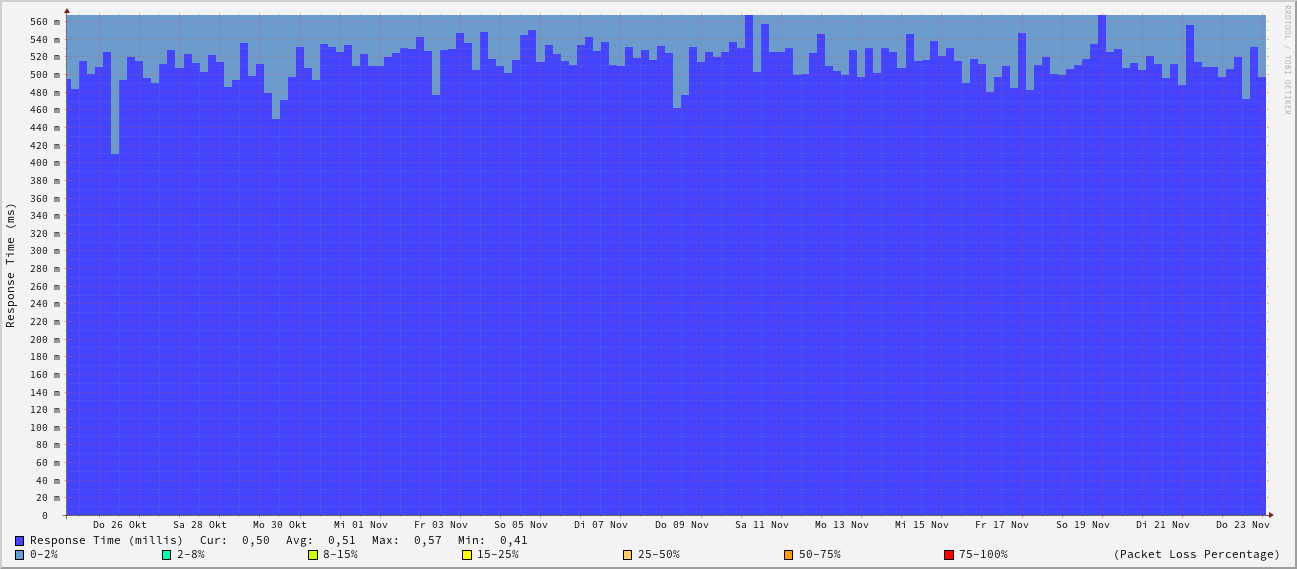 RRDTOOL / TOBI OETIKER
Response Time (ms)
560 m
540 m
520 m
500 m
480 m
460 m
440 m
420 m
400 m
380 m
360 m
340 m
320 m
300 m
280 m
260 m
240 m
220 m
200 m
180 m
160 m
140 m
120 m
100 m
80 m
60 m
40 m
20 m
0
Do 26 Okt Sa 28 Okt Mo 30 Okt Mi 01 Nov Fr 03 Nov So 05 Nov Di 07 Nov Do 09 Nov Sa 11 Nov Mo 13 Nov Mi 15 Nov Fr 17 Nov So 19 Nov Di 21 Nov Do 23 Nov
Response Time (millis) Cur: 0,50 Avg: 0,51 Max: 0,57 Min: 0,41
0-2% 2-8% 8-15% 15-25% 25-50% 50-75% 75-100% (Packet Loss Percentage)